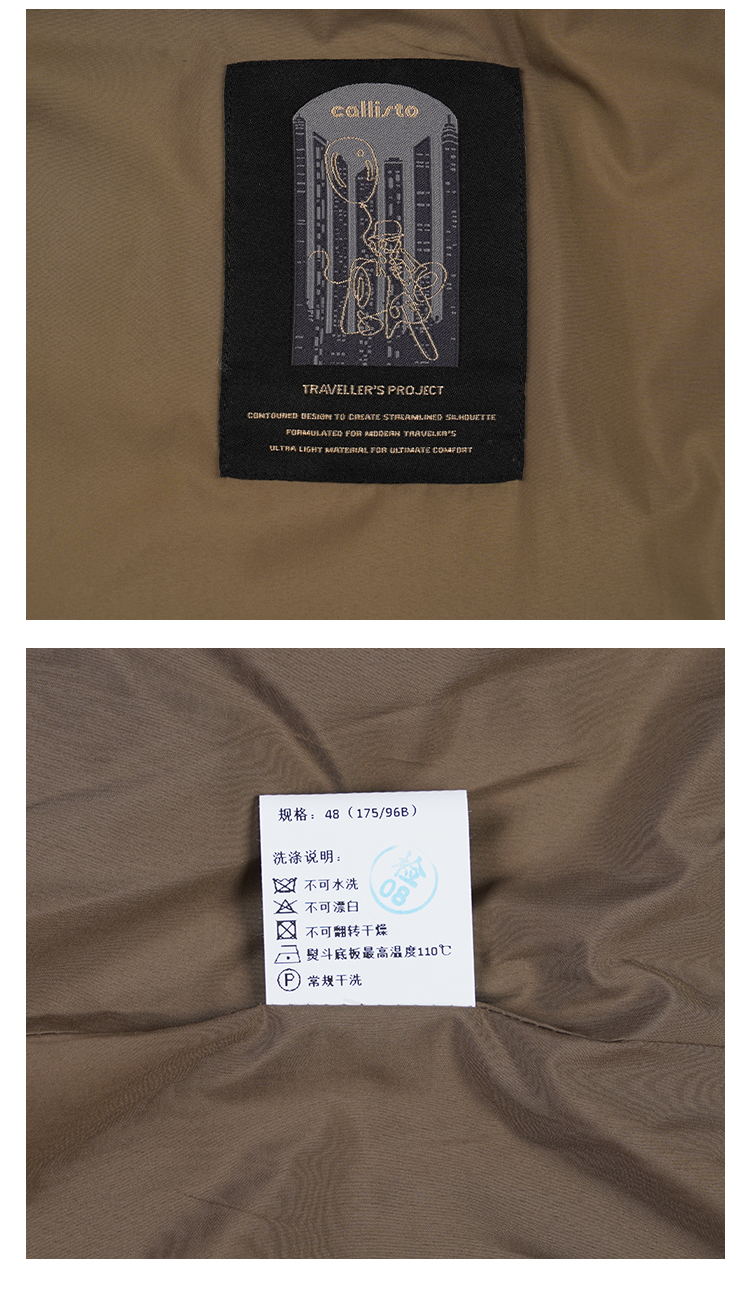 callisto
TRAVELLER'S PROJECT
CONTOURED DESIGN TO CREATE STREAMLINED SILHOUETTE
FORMULATED FOR MODERN TRAVELER'S
ULTRA LIGHT MATERIAL FOR ULTIMATE COMFORT
规格：48（175/96B）
洗涤说明：
不可水洗
不可漂白
不可翻转干燥
熨斗底板最高温度110℃
P 常规干洗